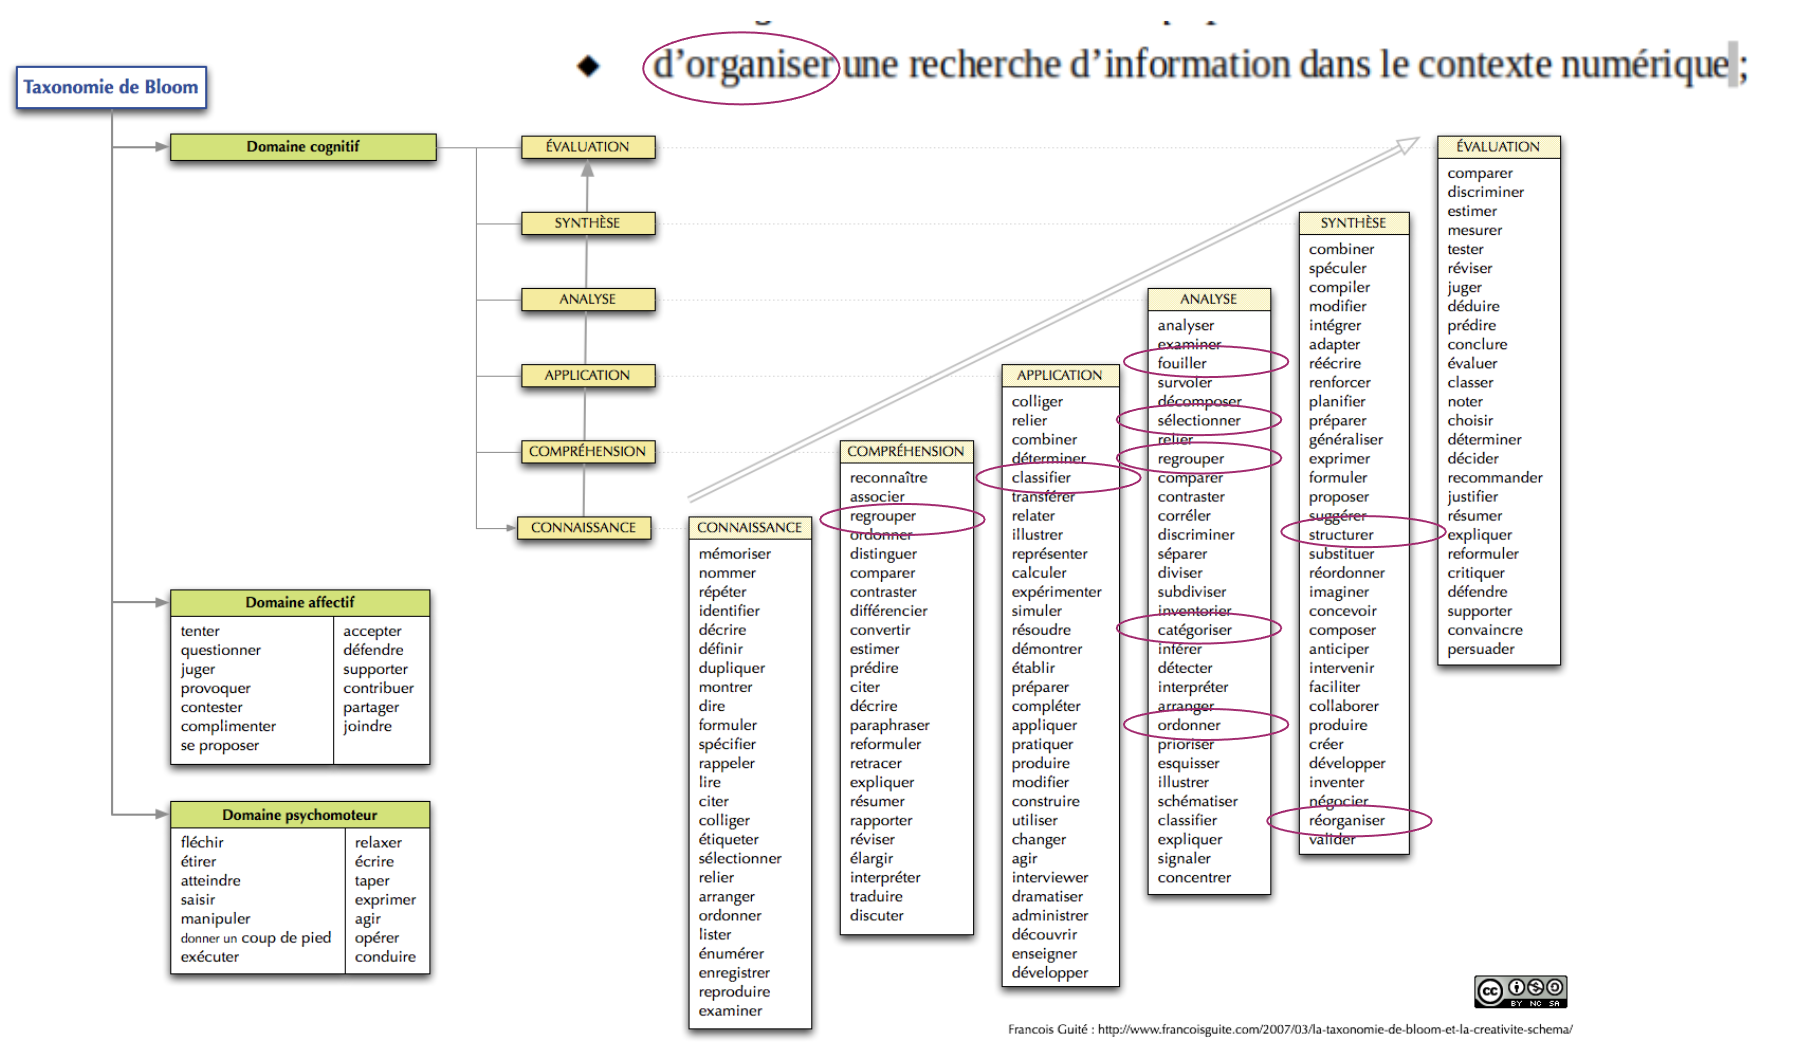 ◆ d’organiser une recherche d’information dans le contexte numérique ;
Taxonomie de Bloom
Domaine cognitif
ÉVALUATION
SYNTHÈSE
ANALYSE
APPLICATION
COMPRÉHENSION
CONNAISSANCE
Domaine affectif
tenter
questionner
juger
provoquer
contester
complimenter
se proposer
accepter
défendre
supporter
contribuer
partager
joindre
Domaine psychomoteur
fléchir
étirer
atteindre
saisir
manipuler
donner un coup de pied
exécuter
relaxer
écrire
taper
exprimer
agir
opérer
conduire
CONNAISSANCE
mémoriser
nommer
répéter
identifier
décrire
définir
dupliquer
montrer
dire
formuler
spécifier
rappeler
lire
citer
colliger
étiqueter
sélectionner
relier
arranger
ordonner
lister
énumérer
enregistrer
reproduire
examiner
COMPRÉHENSION
reconnaître
associer
regrouper
ordonner
distinguer
comparer
contraster
différencier
convertir
estimer
prédire
citer
décrire
paraphraser
reformuler
retracer
expliquer
résumer
rapporter
réviser
élargir
interpréter
traduire
discuter
APPLICATION
colliger
relier
combiner
déterminer
classifier
transférer
relater
illustrer
représenter
calculer
expérimenter
simuler
résoudre
démontrer
établir
préparer
compléter
appliquer
pratiquer
produire
modifier
construire
utiliser
changer
agir
interviewer
dramatiser
administrer
découvrir
enseigner
développer
ANALYSE
analyser
examiner
fouiller
survoler
décomposer
sélectionner
relier
regrouper
comparer
contraster
corréler
discriminer
séparer
diviser
subdiviser
inventorier
catégoriser
inférer
détecter
interpréter
arranger
ordonner
prioriser
esquisser
illustrer
schématiser
classifier
expliquer
signaler
concentrer
SYNTHÈSE
combiner
spéculer
compiler
modifier
intégrer
adapter
réécrire
renforcer
planifier
préparer
généraliser
exprimer
formuler
proposer
suggérer
structurer
substituer
réordonner
imaginer
concevoir
composer
anticiper
intervenir
faciliter
collaborer
produire
créer
développer
inventer
négocier
réorganiser
valider
ÉVALUATION
comparer
discriminer
estimer
mesurer
tester
réviser
juger
déduire
prédire
conclure
évaluer
classer
noter
choisir
déterminer
décider
recommander
justifier
résumer
expliquer
reformuler
critiquer
défendre
supporter
convaincre
persuader
cc
BY NC SA
Francois Guité : http://www.francoisguite.com/2007/03/la-taxonomie-de-bloom-et-la-creativite-schema/